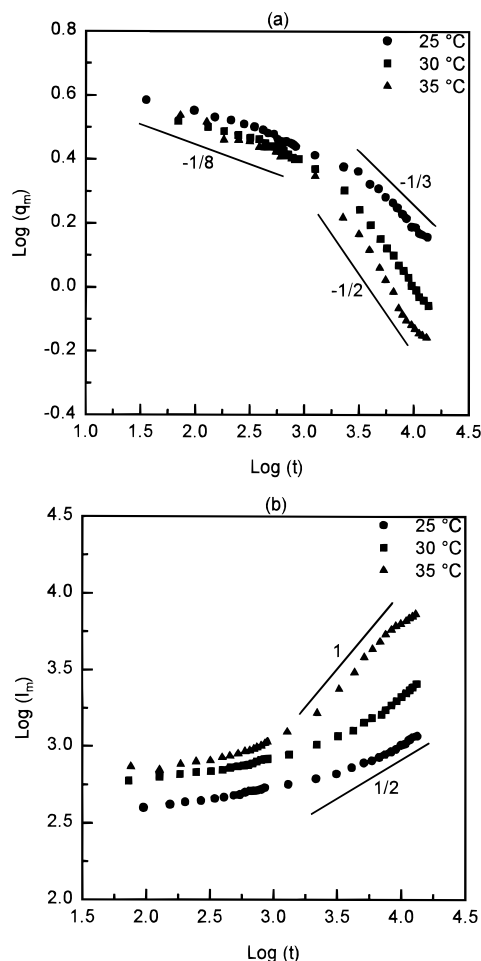 (a)
0.8
0.6
0.4
0.2
0.0
-0.2
-0.4
Log (qm)
25 °C
30 °C
35 °C
-1/8
-1/3
-1/2
1.0 1.5 2.0 2.5 3.0 3.5 4.0 4.5
Log (t)
(b)
4.5
4.0
3.5
3.0
2.5
2.0
Log (Im)
25 °C
30 °C
35 °C
1
1/2
1.5 2.0 2.5 3.0 3.5 4.0 4.5
Log (t)